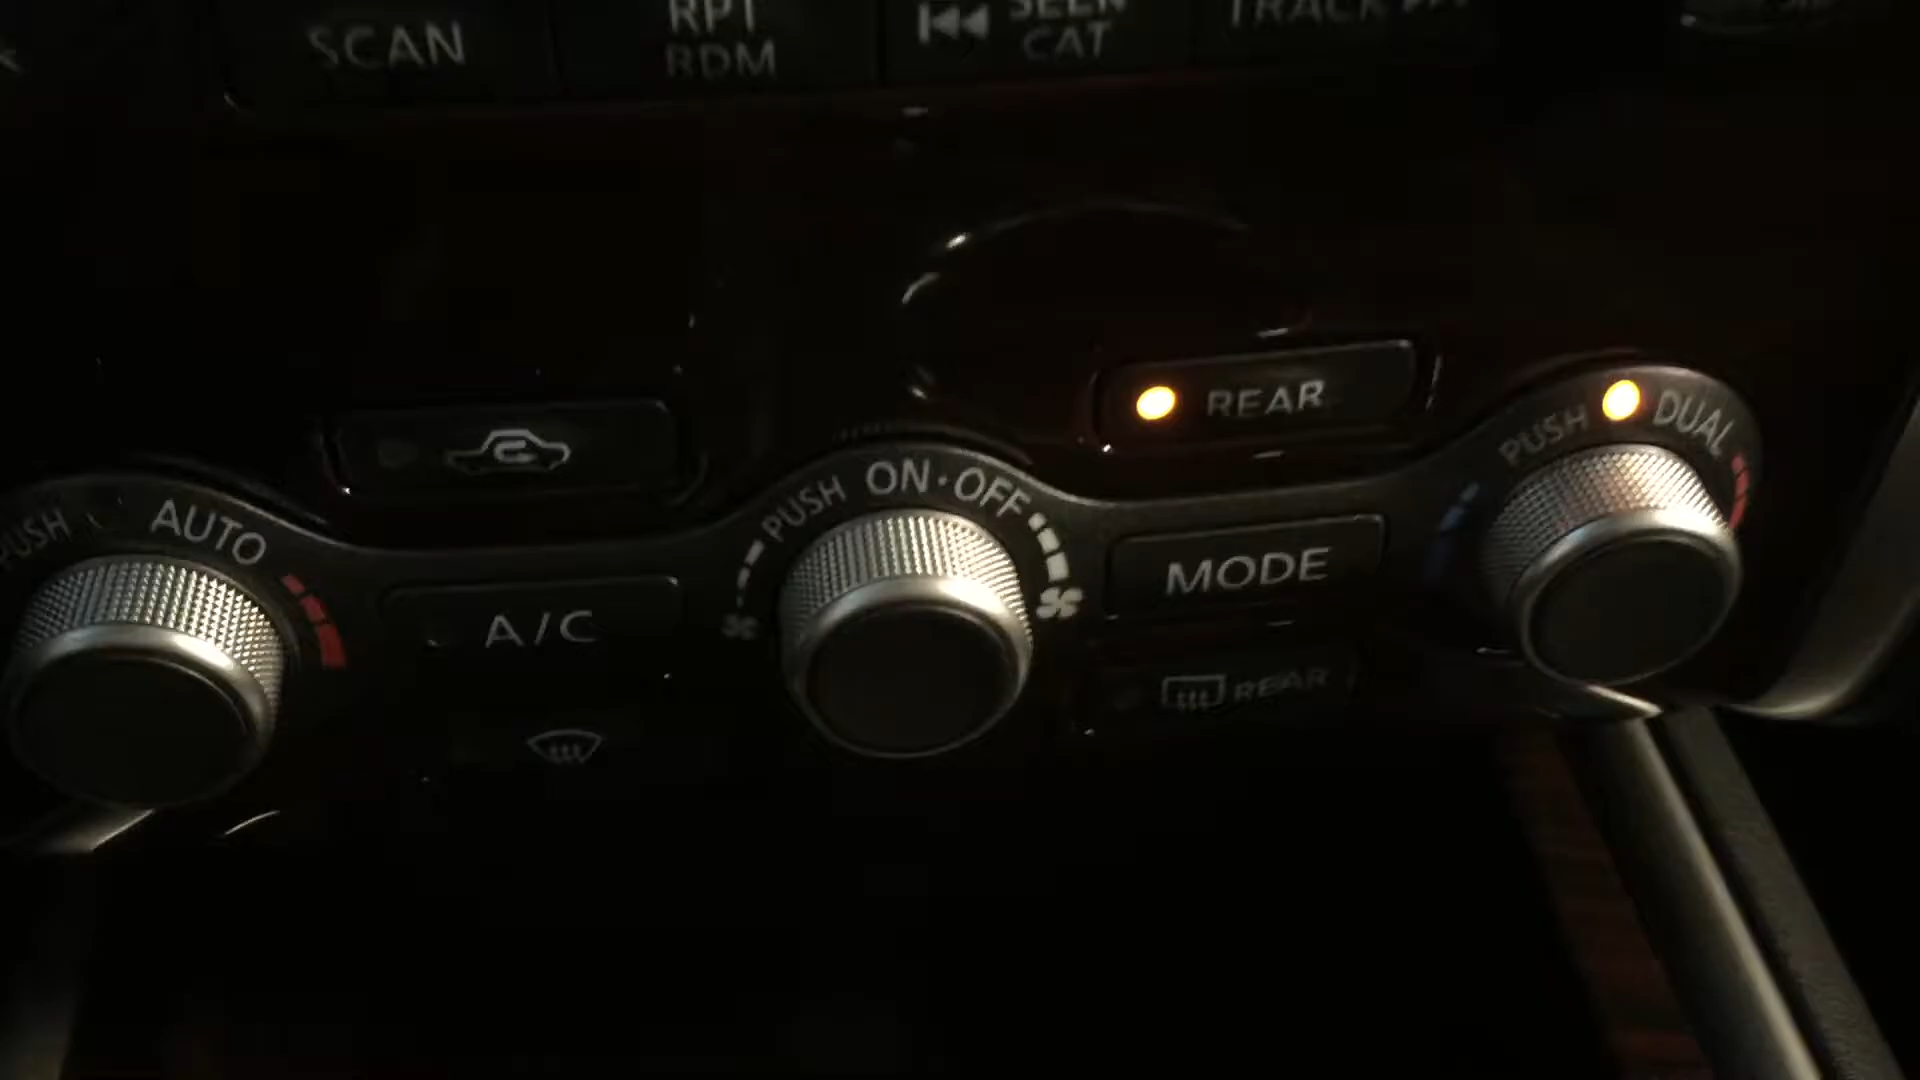 SCAN
RPT
RDM
SEEK
CAT
TRACK
REAR
PUSH DUAL
PUSH ON·OFF
PUSH AUTO
MODE
A/C
REAR